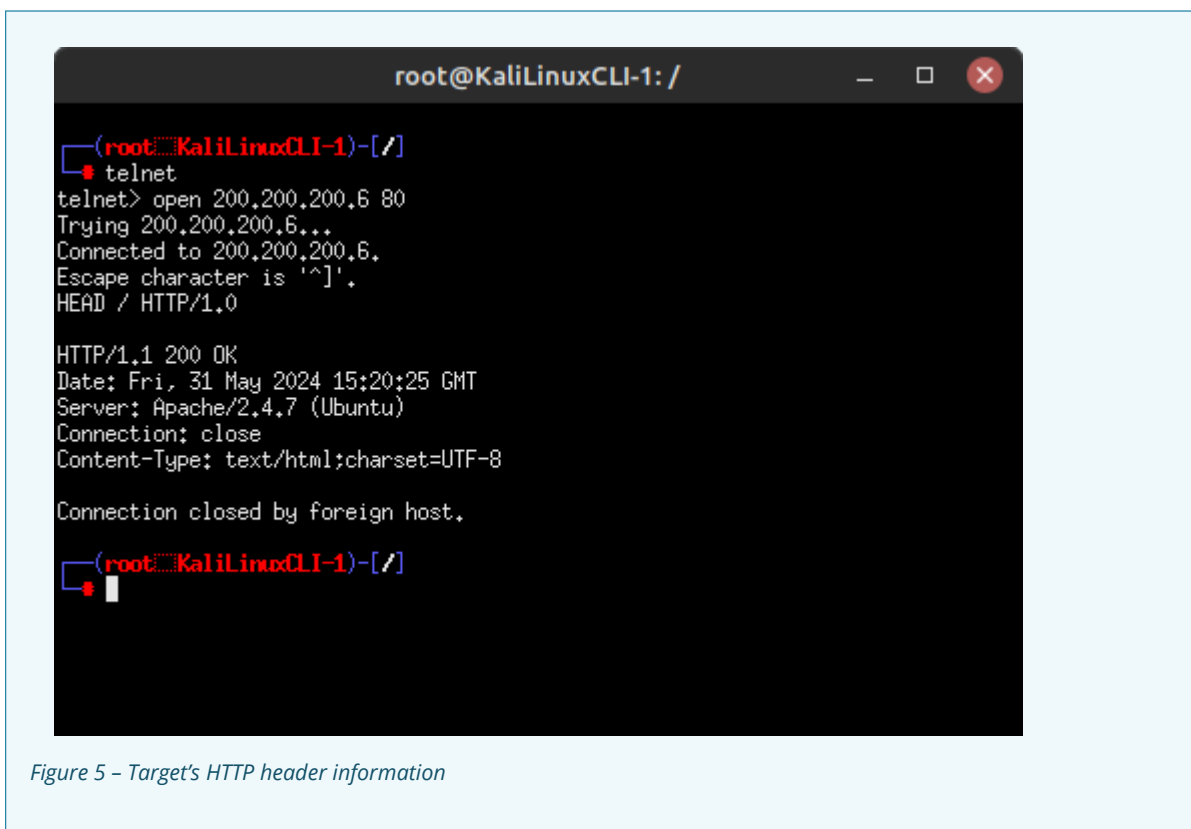 root@KaliLinuxCLI-1: /
┌──(root㉿KaliLinuxCLI-1)-[/]
└─# telnet
telnet> open 200.200.200.6 80
Trying 200.200.200.6...
Connected to 200.200.200.6.
Escape character is '^]'.
HEAD / HTTP/1.0
HTTP/1.1 200 OK
Date: Fri, 31 May 2024 15:20:25 GMT
Server: Apache/2.4.7 (Ubuntu)
Connection: close
Content-Type: text/html;charset=UTF-8
Connection closed by foreign host.
┌──(root㉿KaliLinuxCLI-1)-[/]
└─#
Figure 5 – Target’s HTTP header information